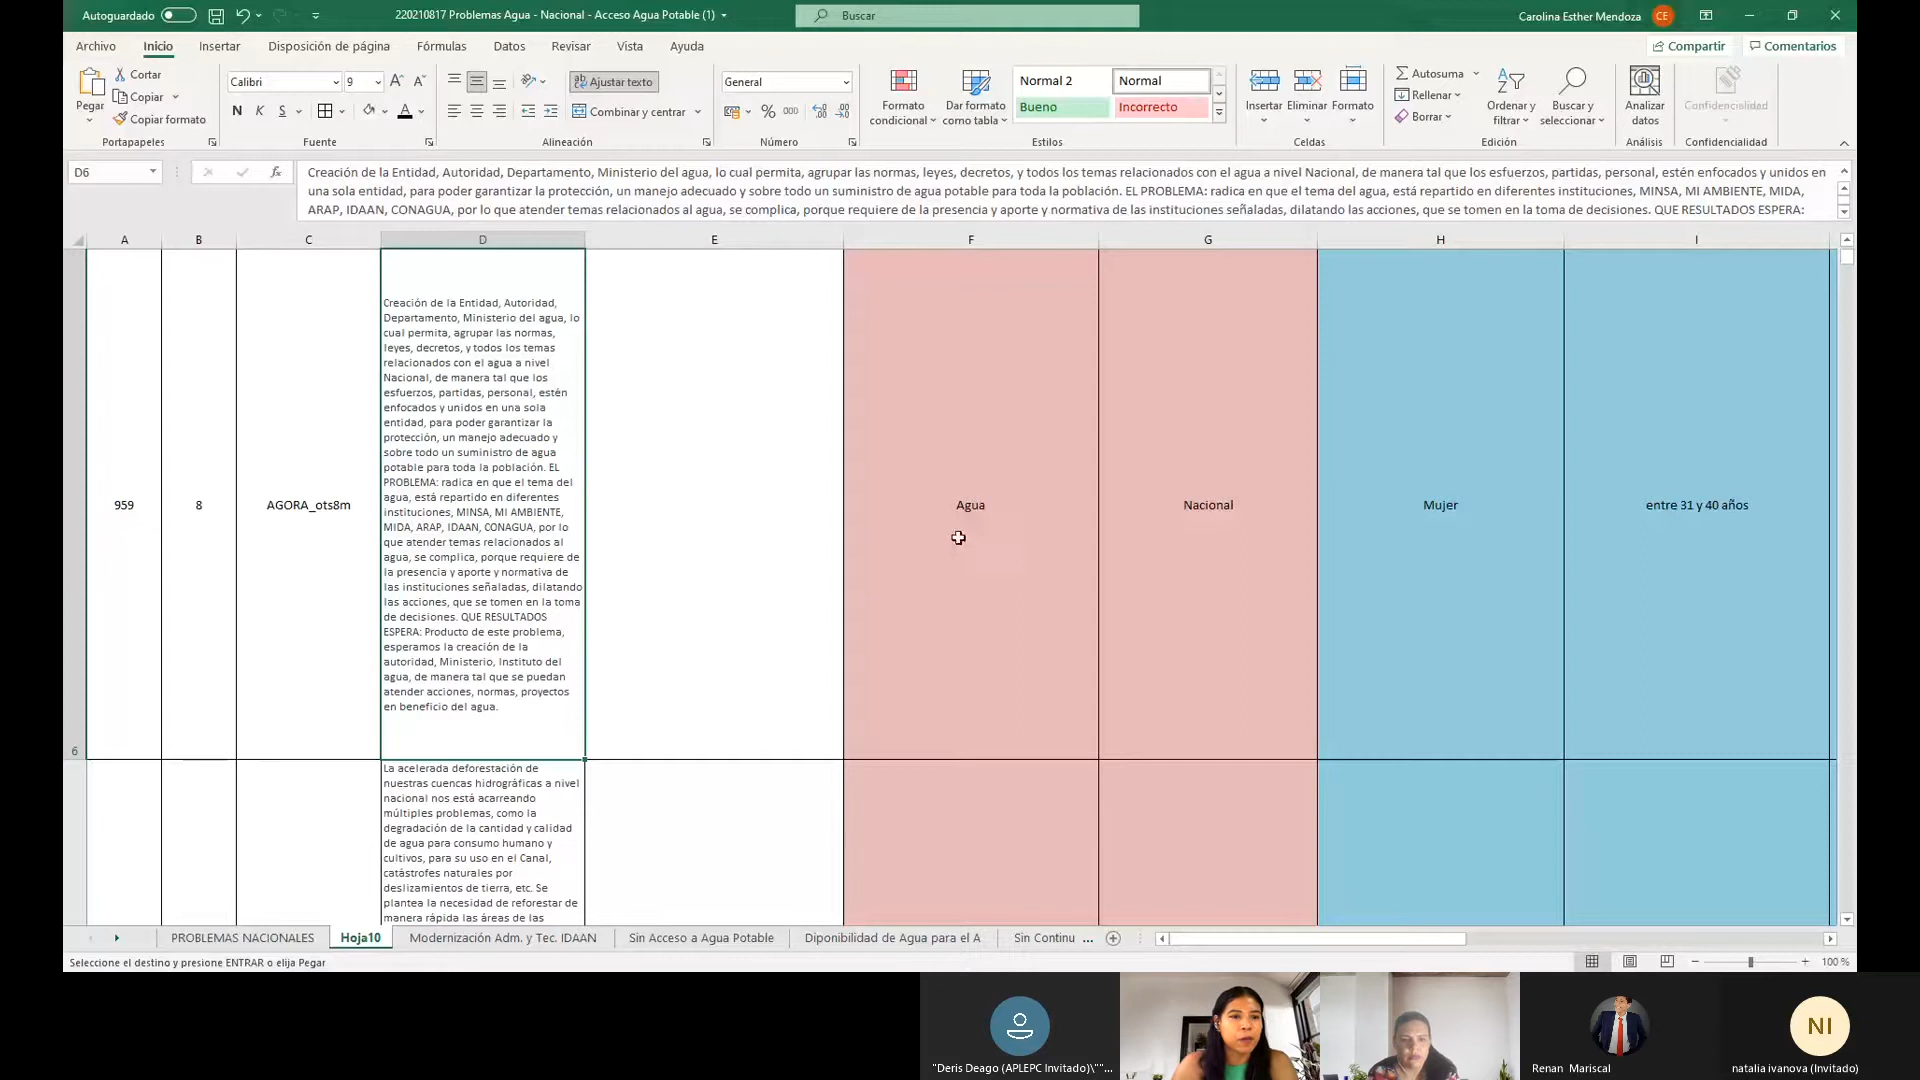 Autoguardado
220210817 Problemas Agua - Nacional - Acceso Agua Potable (1)
Buscar
Carolina Esther Mendoza
CE
Archivo Inicio Insertar Disposición de página Fórmulas Datos Revisar Vista Ayuda
Compartir Comentarios
Pegar
Cortar
Copiar
Copiar formato
Portapapeles
Calibri 9
N K S
Fuente
Ajustar texto
Combinar y centrar
Alineación
General
% 000
Número
Formato condicional
Dar formato como tabla
Normal 2 Normal
Bueno Incorrecto
Estilos
Insertar Eliminar Formato
Celdas
Autosuma
Rellenar
Borrar
Ordenar y filtrar
Buscar y seleccionar
Edición
Analizar datos
Análisis
Confidencialidad
Confidencialidad
D6
Creación de la Entidad, Autoridad, Departamento, Ministerio del agua, lo cual permita, agrupar las normas, leyes, decretos, y todos los temas relacionados con el agua a nivel Nacional, de manera tal que los esfuerzos, partidas, personal, estén enfocados y unidos en
una sola entidad, para poder garantizar la protección, un manejo adecuado y sobre todo un suministro de agua potable para toda la población. EL PROBLEMA: radica en que el tema del agua, está repartido en diferentes instituciones, MINSA, MI AMBIENTE, MIDA,
ARAP, IDAAN, CONAGUA, por lo que atender temas relacionados al agua, se complica, porque requiere de la presencia y aporte y normativa de las instituciones señaladas, dilatando las acciones, que se tomen en la toma de decisiones. QUE RESULTADOS ESPERA:
A B C D E F G H I
6
959
8
AGORA_ots8m
Creación de la Entidad, Autoridad,
Departamento, Ministerio del agua, lo
cual permita, agrupar las normas,
leyes, decretos, y todos los temas
relacionados con el agua a nivel
Nacional, de manera tal que los
esfuerzos, partidas, personal, estén
enfocados y unidos en una sola
entidad, para poder garantizar la
protección, un manejo adecuado y
sobre todo un suministro de agua
potable para toda la población. EL
PROBLEMA: radica en que el tema del
agua, está repartido en diferentes
instituciones, MINSA, MI AMBIENTE,
MIDA, ARAP, IDAAN, CONAGUA, por lo
que atender temas relacionados al
agua, se complica, porque requiere de
la presencia y aporte y normativa de
las instituciones señaladas, dilatando
las acciones, que se tomen en la toma
de decisiones. QUE RESULTADOS
ESPERA: Producto de este problema,
esperamos la creación de la
autoridad, Ministerio, Instituto del
agua, de manera tal que se puedan
atender acciones, normas, proyectos
en beneficio del agua.
Agua
Nacional
Mujer
entre 31 y 40 años
La acelerada deforestación de
nuestras cuencas hidrográficas a nivel
nacional nos está acarreando
múltiples problemas, como la
degradación de la cantidad y calidad
de agua para consumo humano y
cultivos, para su uso en el Canal,
catástrofes naturales por
deslizamientos de tierra, etc. Se
plantea la necesidad de reforestar de
manera rápida las áreas de las
PROBLEMAS NACIONALES Hoja10 Modernización Adm. y Tec. IDAAN Sin Acceso a Agua Potable Diponibilidad de Agua para el A Sin Continu ...
Seleccione el destino y presione ENTRAR o elija Pegar
100 %
"Deris Deago (APLEPC Invitado)\""...
Renan Mariscal
NI
natalia ivanova (Invitado)